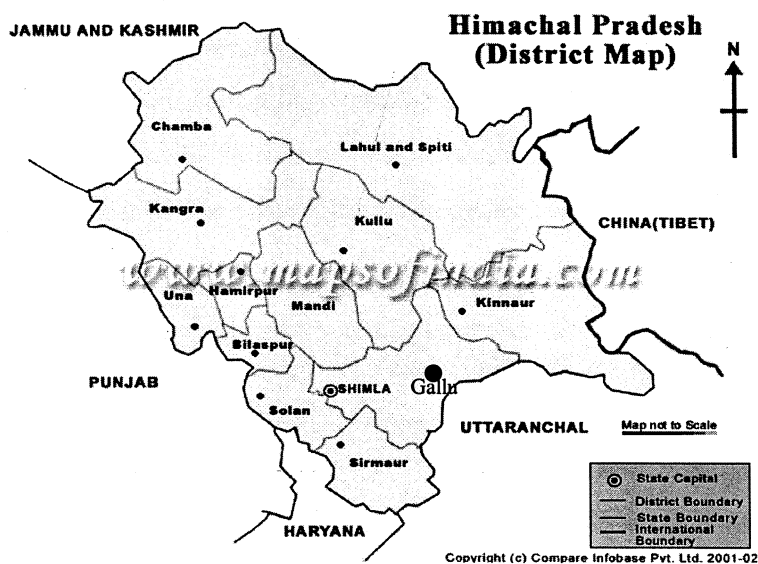 JAMMU AND KASHMIR
Himachal Pradesh
(District Map)
N
Chamba
Lahul and Spiti
Kangra
Kullu
CHINA(TIBET)
www.mapsofindia.com
Una
Hamirpur
Mandi
Kinnaur
Bilaspur
PUNJAB
SHIMLA
Gallu
Solan
UTTARANCHAL
Map not to Scale
Sirmaur
State Capital
District Boundary
State Boundary
International
Boundary
HARYANA
Copyright (c) Compare Infobase Pvt. Ltd. 2001-02